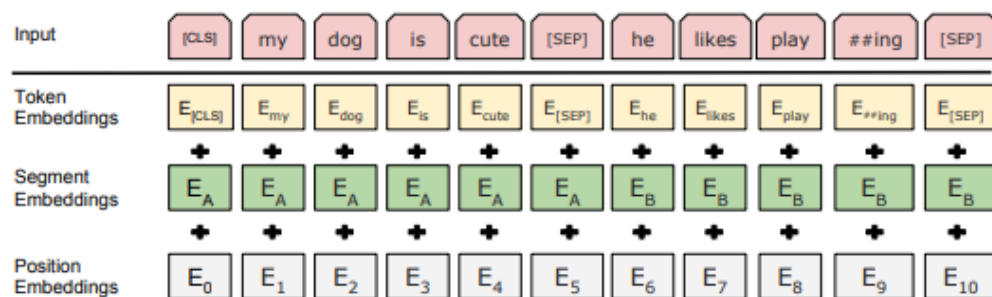 Input [CLS] my dog is cute [SEP] he likes play ##ing [SEP]
Token Embeddings E[CLS] Emy Edog Eis Ecute E[SEP] Ehe Elikes Eplay E##ing E[SEP]
Segment Embeddings EA EA EA EA EA EA EB EB EB EB EB
Position Embeddings E0 E1 E2 E3 E4 E5 E6 E7 E8 E9 E10